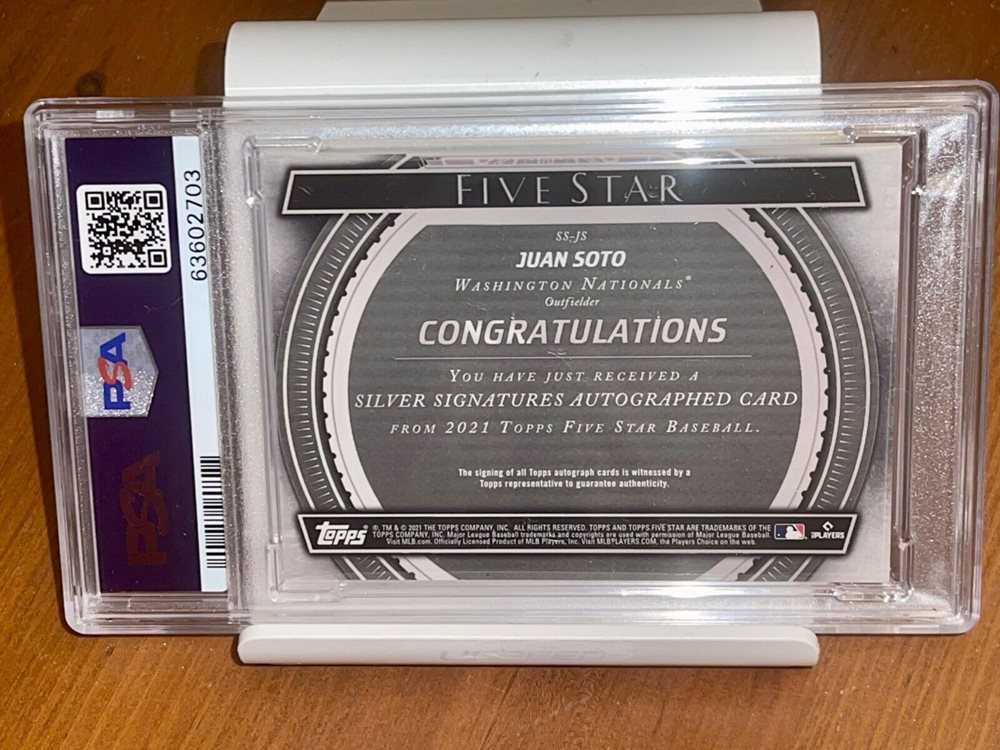 63602703
PSA
PSA
FIVE STAR
SS-JS
JUAN SOTO
WASHINGTON NATIONALS®
Outfielder
CONGRATULATIONS
YOU HAVE JUST RECEIVED A
SILVER SIGNATURES AUTOGRAPHED CARD
FROM 2021 TOPPS FIVE STAR BASEBALL.
The signing of all Topps autograph cards is witnessed by a
Topps representative to guarantee authenticity.
Topps ® ® TM & © 2021 THE TOPPS COMPANY, INC. ALL RIGHTS RESERVED. TOPPS AND TOPPS FIVE STAR ARE TRADEMARKS OF THE
TOPPS COMPANY, INC. Major League Baseball trademarks and copyrights are used with permission of Major League Baseball.
Visit MLB.com. Officially Licensed Product of MLB Players, Inc. Visit MLBPLAYERS.COM, the Players Choice on the web.
PLAYERS